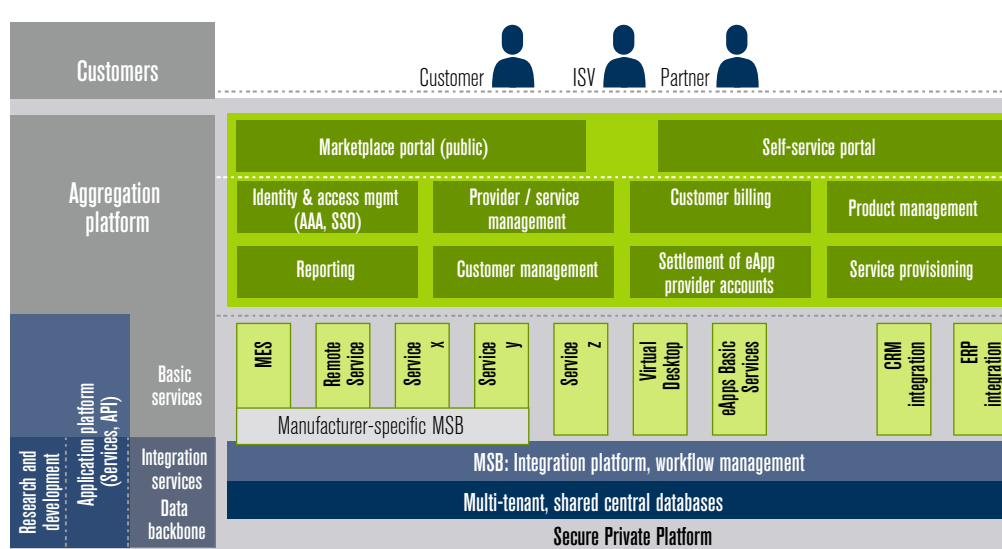 Customers
Customer
ISV
Partner
Aggregation
platform
Marketplace portal (public)
Self-service portal
Identity & access mgmt
(AAA, SSO)
Provider / service
management
Customer billing
Product management
Reporting
Customer management
Settlement of eApp
provider accounts
Service provisioning
Basic
services
MES
Remote
Service
Service
x
Service
y
Service
z
Virtual
Desktop
eApps Basic
Services
CRM
integration
ERP
integration
Manufacturer-specific MSB
Research and
development
Application platform
(Services, API)
Integration
services
Data
backbone
MSB: Integration platform, workflow management
Multi-tenant, shared central databases
Secure Private Platform